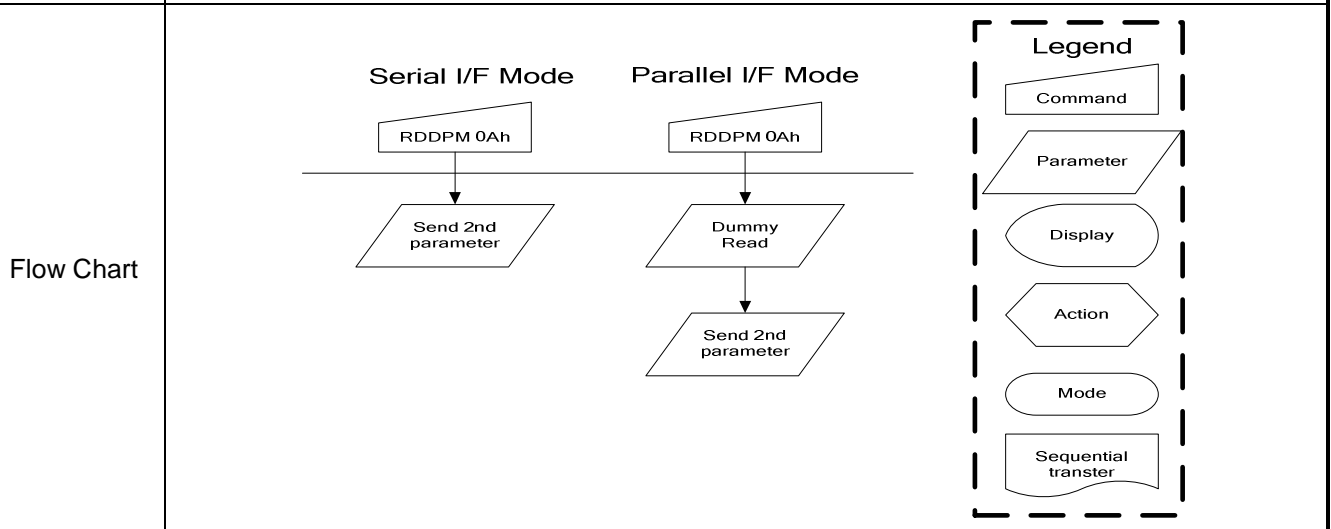 Flow Chart
Serial I/F Mode
RDDPM 0Ah
Send 2nd
parameter
Parallel I/F Mode
RDDPM 0Ah
Dummy
Read
Send 2nd
parameter
Legend
Command
Parameter
Display
Action
Mode
Sequential
transter